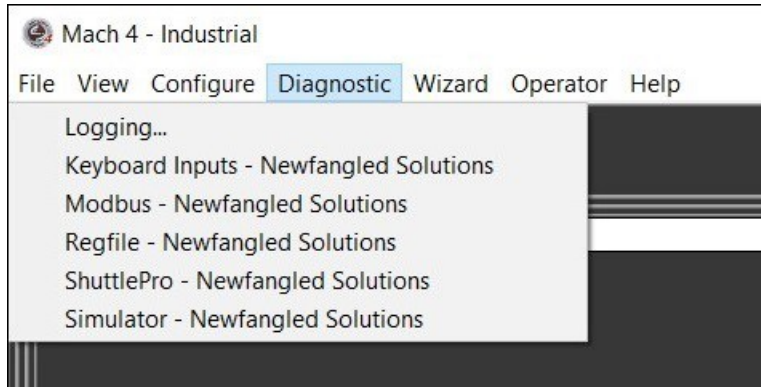 Mach 4 - Industrial
File View Configure Diagnostic Wizard Operator Help
Logging...
Keyboard Inputs - Newfangled Solutions
Modbus - Newfangled Solutions
Regfile - Newfangled Solutions
ShuttlePro - Newfangled Solutions
Simulator - Newfangled Solutions